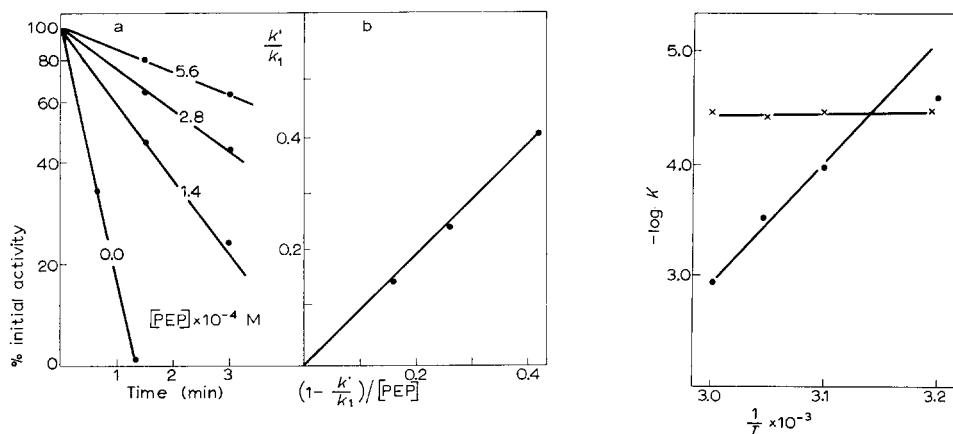 a
100
80
60
40
20
0
% initial activity
5.6
2.8
1.4
0.0
[PEP]×10⁻⁴ M
1
2
3
Time (min)
b
k'/k₁
0.4
0.2
0.2
0.4
(1- k'/k₁)/[PEP]
5.0
4.0
3.0
-log K
3.0
3.1
3.2
1/T ×10⁻³